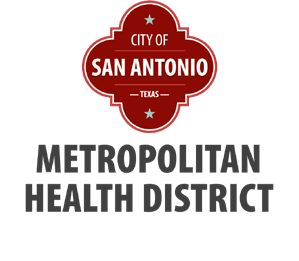 CITY OF
SAN ANTONIO
— TEXAS —
METROPOLITAN
HEALTH DISTRICT